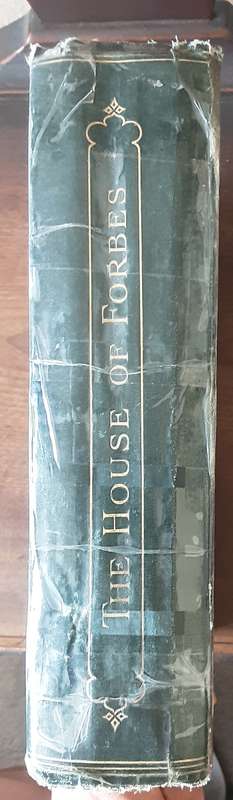 THE HOUSE OF FORBES